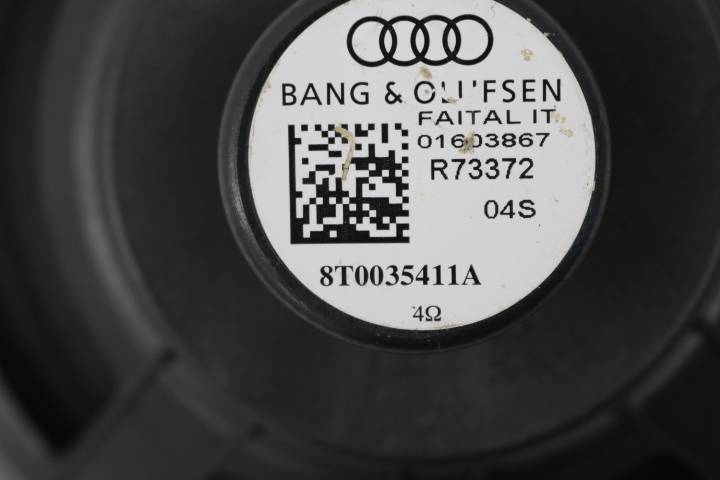 BANG & OLUFSEN
FAITAL IT
01603867
R73372
04S
8T0035411A
4Ω